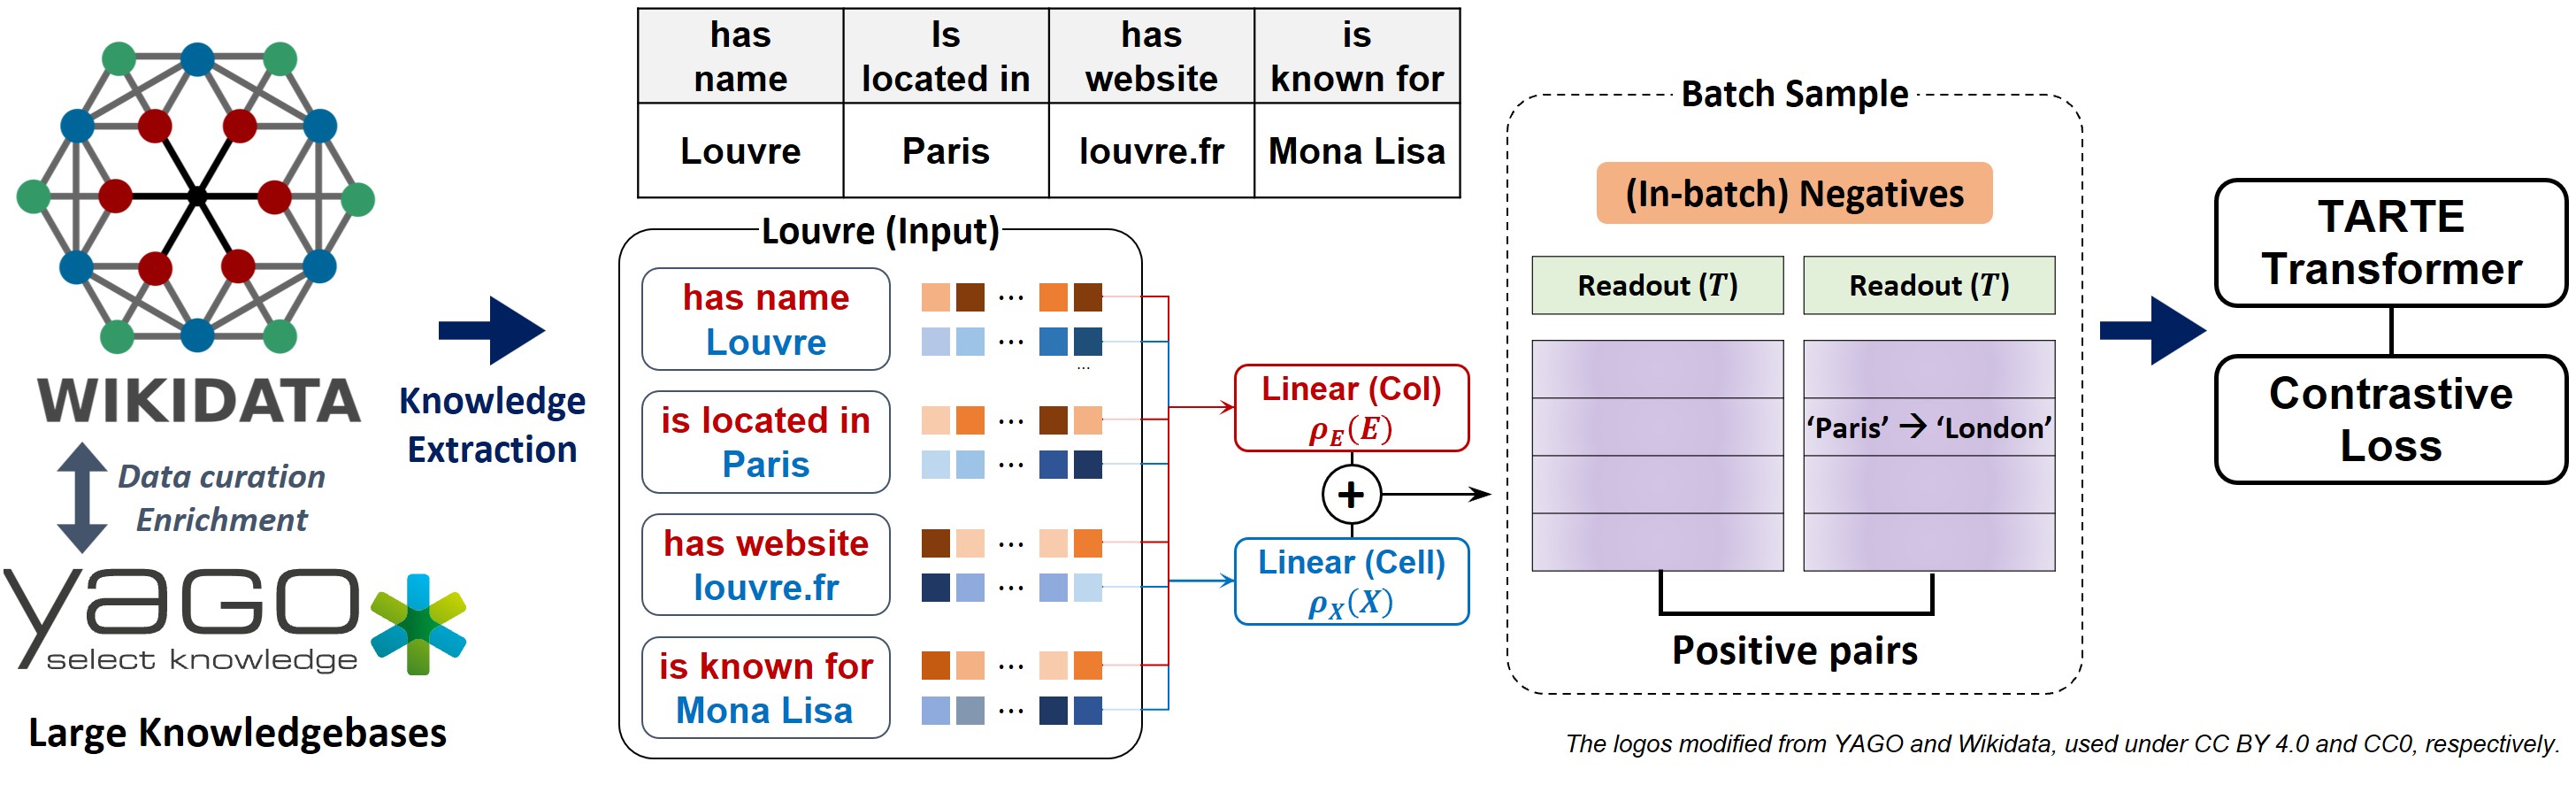 WIKIDATA
Data curation
Enrichment
yAGO
select knowledge
Large Knowledgebases
Knowledge
Extraction
has name
Is located in
has website
is known for
Louvre
Paris
louvre.fr
Mona Lisa
Louvre (Input)
has name
Louvre
...
...
...
is located in
Paris
...
...
has website
louvre.fr
...
...
is known for
Mona Lisa
...
...
Linear (Col)
ρ_E(E)
+
Linear (Cell)
ρ_X(X)
Batch Sample
(In-batch) Negatives
Readout (T)
Readout (T)
‘Paris’ → ‘London’
Positive pairs
TARTE
Transformer
Contrastive
Loss
The logos modified from YAGO and Wikidata, used under CC BY 4.0 and CC0, respectively.